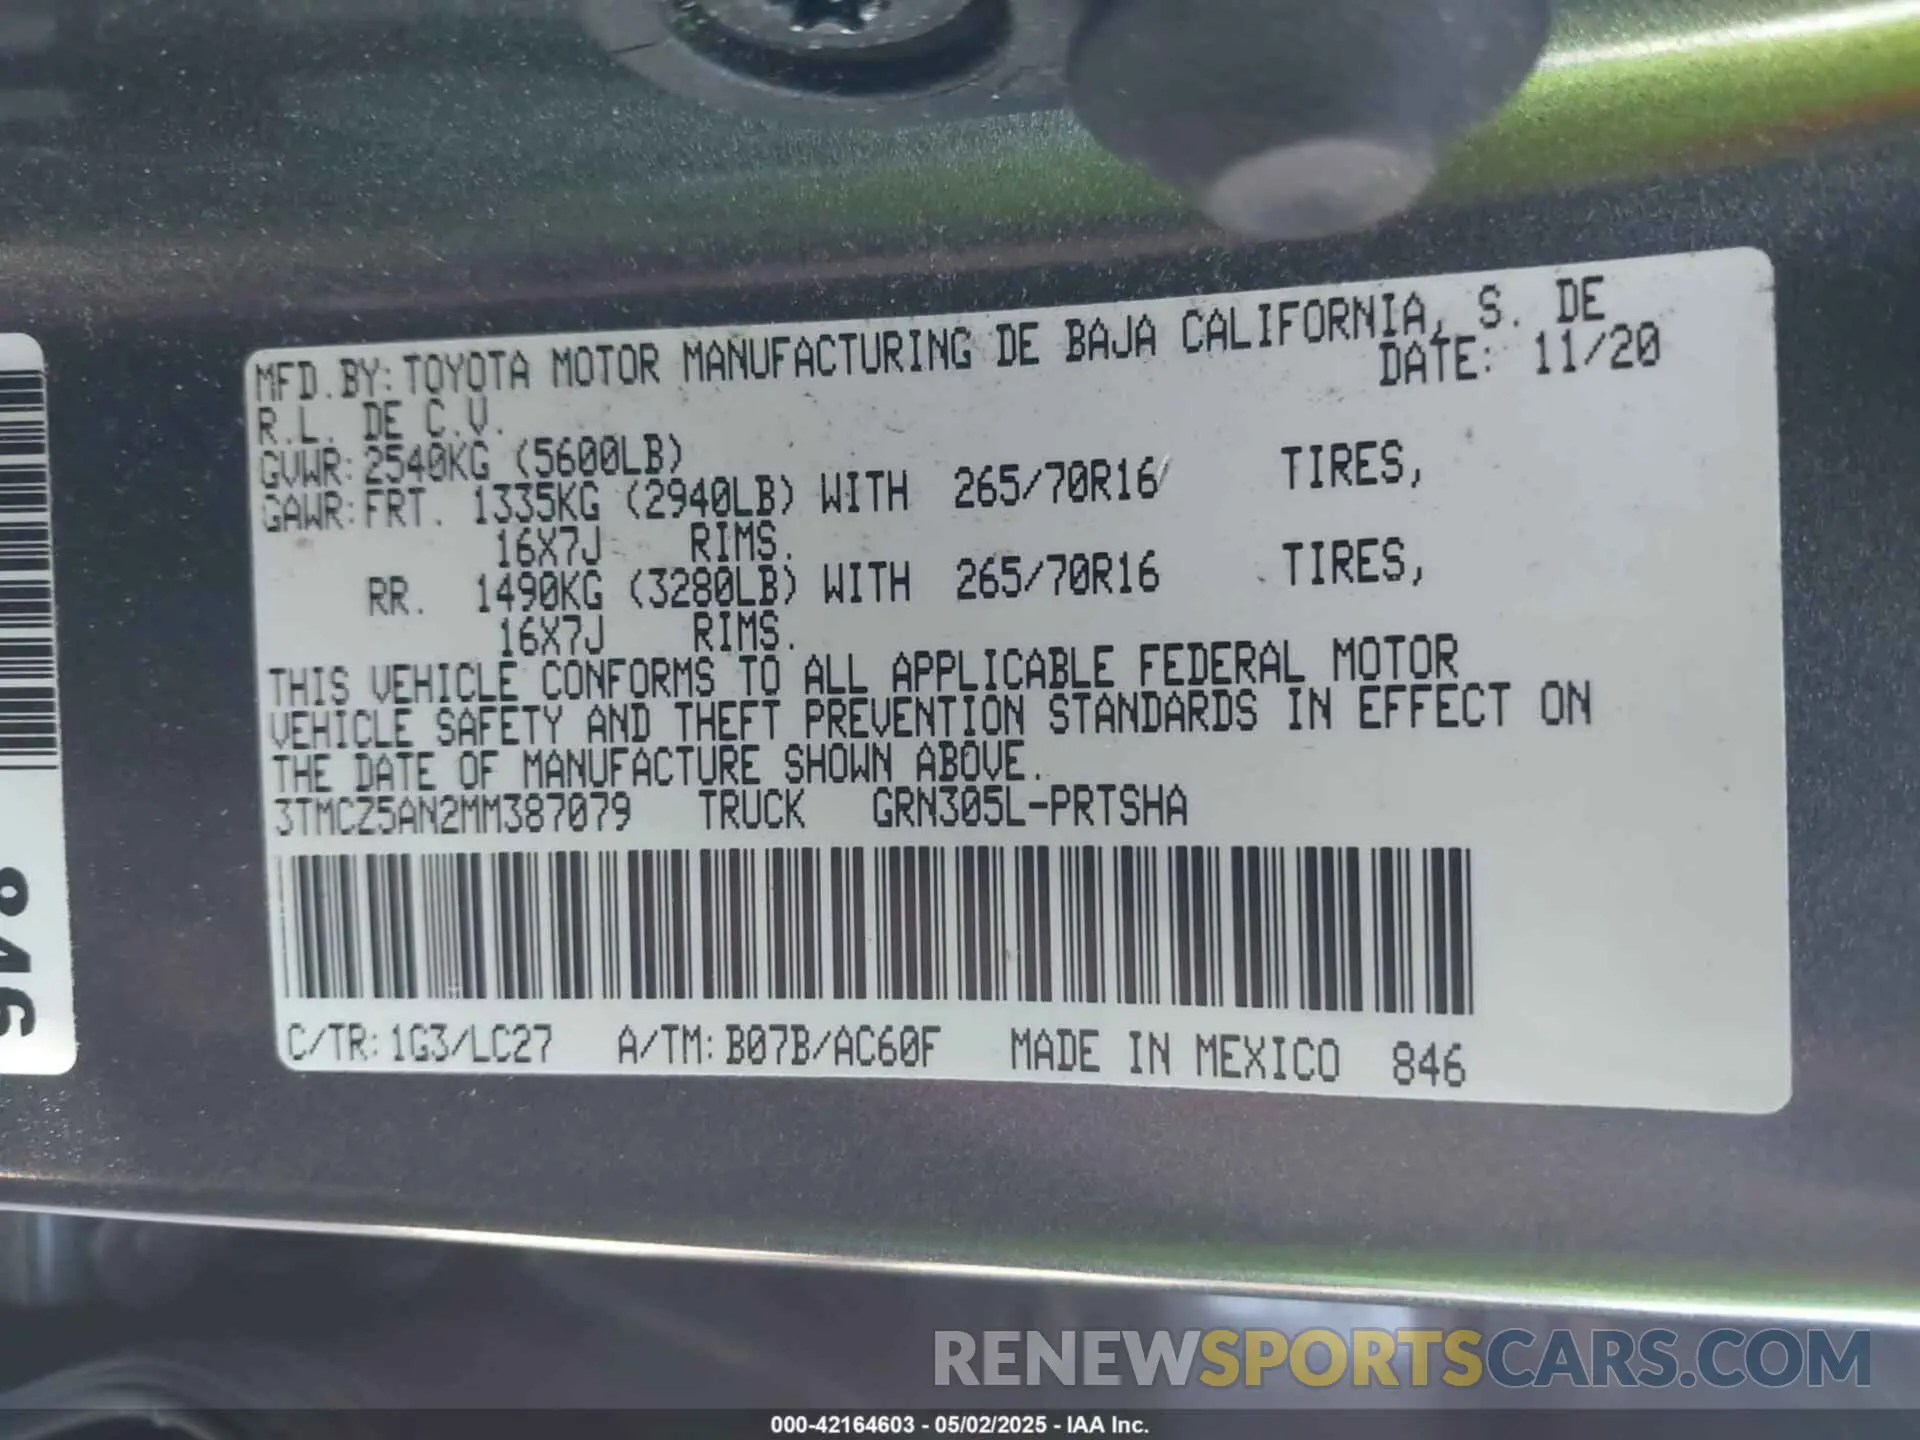 MFD.BY: TOYOTA MOTOR MANUFACTURING DE BAJA CALIFORNIA, S. DE
R.L. DE C.V. DATE: 11/20
GVWR: 2540KG (5600LB)
GAWR: FRT. 1335KG (2940LB) WITH 265/70R16 TIRES,
16X7J RIMS.
RR. 1490KG (3280LB) WITH 265/70R16 TIRES,
16X7J RIMS.
THIS VEHICLE CONFORMS TO ALL APPLICABLE FEDERAL MOTOR
VEHICLE SAFETY AND THEFT PREVENTION STANDARDS IN EFFECT ON
THE DATE OF MANUFACTURE SHOWN ABOVE.
3TMCZ5AN2MM387079 TRUCK GRN305L-PRTSHA
C/TR: 1G3/LC27 A/TM: B07B/AC60F MADE IN MEXICO 846
846
RENEWSPORTSCARS.COM
000-42164603 - 05/02/2025 - IAA Inc.